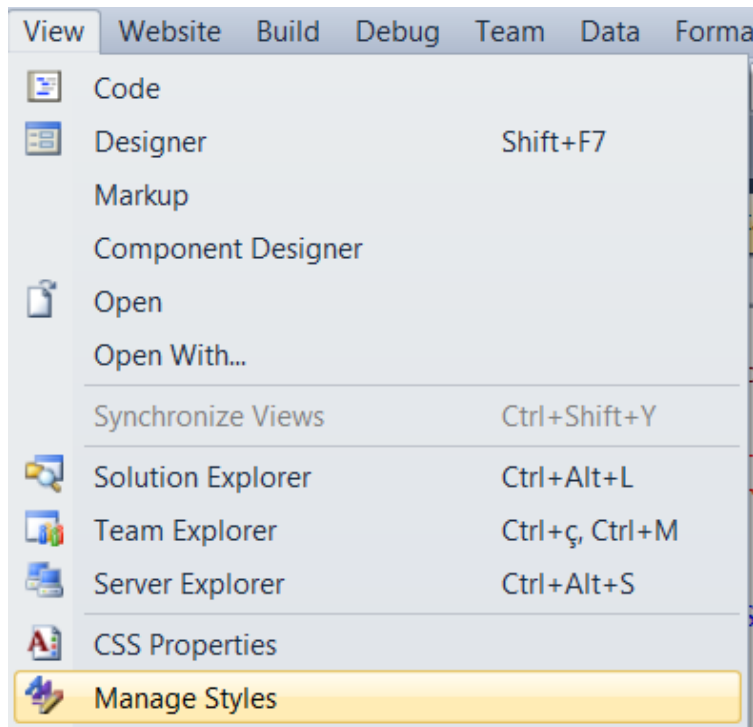 View Website Build Debug Team Data Forma
Code
Designer Shift+F7
Markup
Component Designer
Open
Open With...
Synchronize Views Ctrl+Shift+Y
Solution Explorer Ctrl+Alt+L
Team Explorer Ctrl+ç, Ctrl+M
Server Explorer Ctrl+Alt+S
CSS Properties
Manage Styles